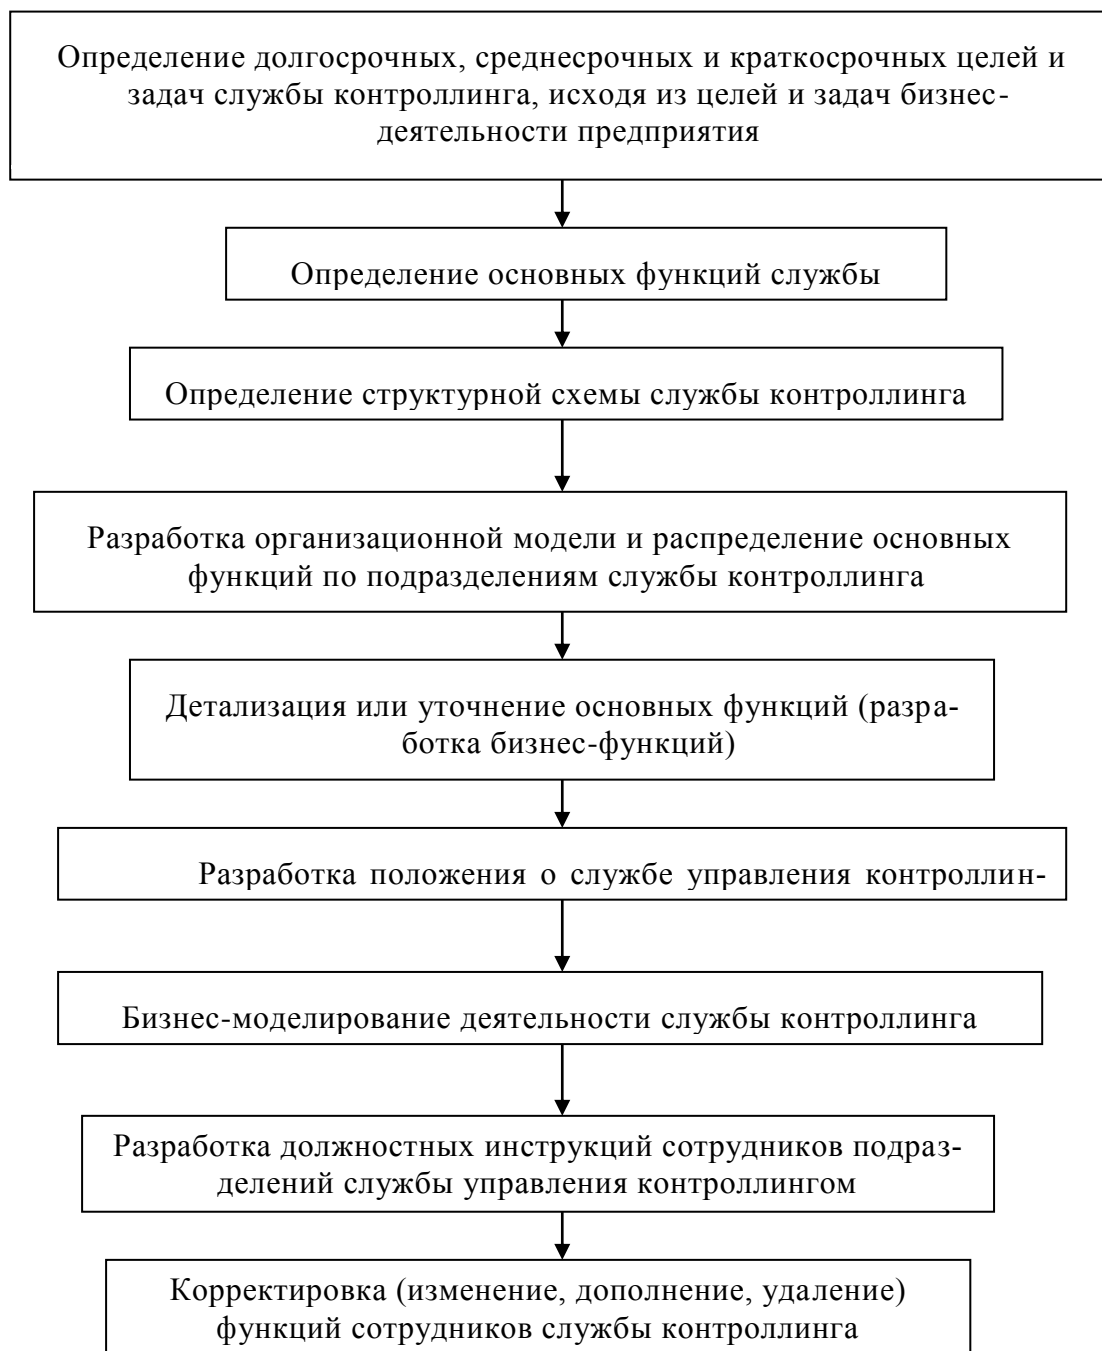 Определение долгосрочных, среднесрочных и краткосрочных целей и
задач службы контроллинга, исходя из целей и задач бизнес-
деятельности предприятия
Определение основных функций службы
Определение структурной схемы службы контроллинга
Разработка организационной модели и распределение основных
функций по подразделениям службы контроллинга
Детализация или уточнение основных функций (разра-
ботка бизнес-функций)
Разработка положения о службе управления контроллин-
Бизнес-моделирование деятельности службы контроллинга
Разработка должностных инструкций сотрудников подраз-
делений службы управления контроллингом
Корректировка (изменение, дополнение, удаление)
функций сотрудников службы контроллинга